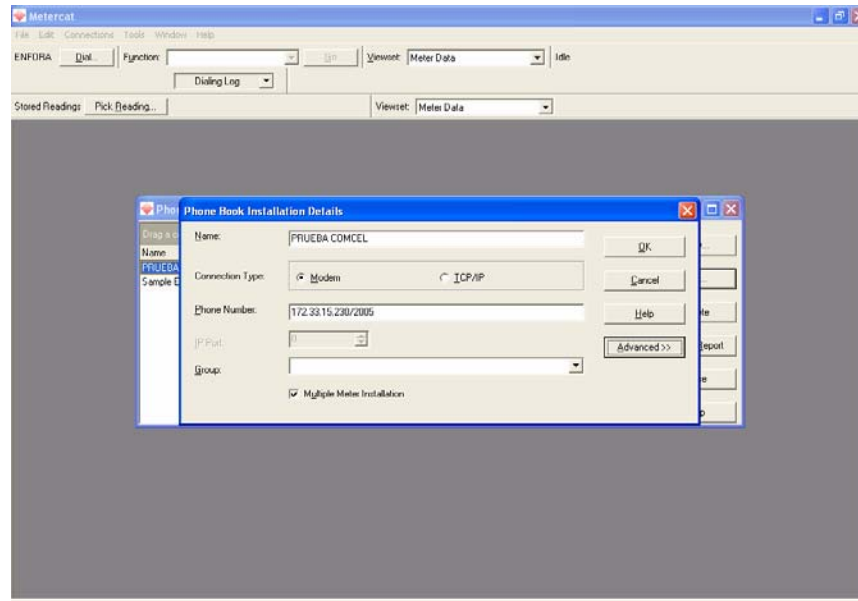 Metercat
File Edit Connections Tools Window Help
ENFORA Dial... Function: Go Viewset: Meter Data Idle
Dialing Log
Stored Readings Pick Reading... Viewset: Meter Data
Phone Book Installation Details
Name: PRUEBA COMCEL OK
Name
PRUEBA
Sample E
Connection Type: Modem TCP/IP Cancel
Phone Number: 172.33.15.230/2005 Help
IP Port: 0 Advanced >>
Group:
Multiple Meter Installation